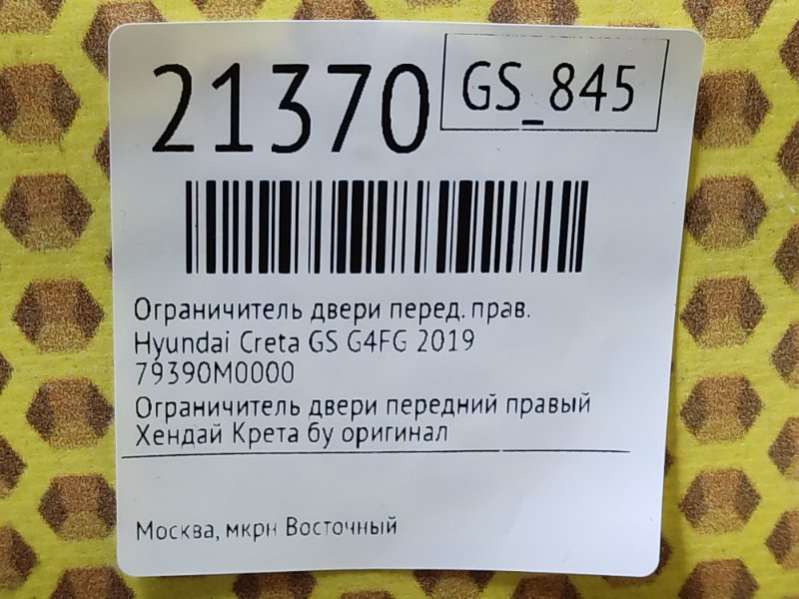 21370
GS_845
Ограничитель двери перед. прав.
Hyundai Creta GS G4FG 2019
79390M0000
Ограничитель двери передний правый
Хендай Крета бу оригинал
Москва, мкрн Восточный